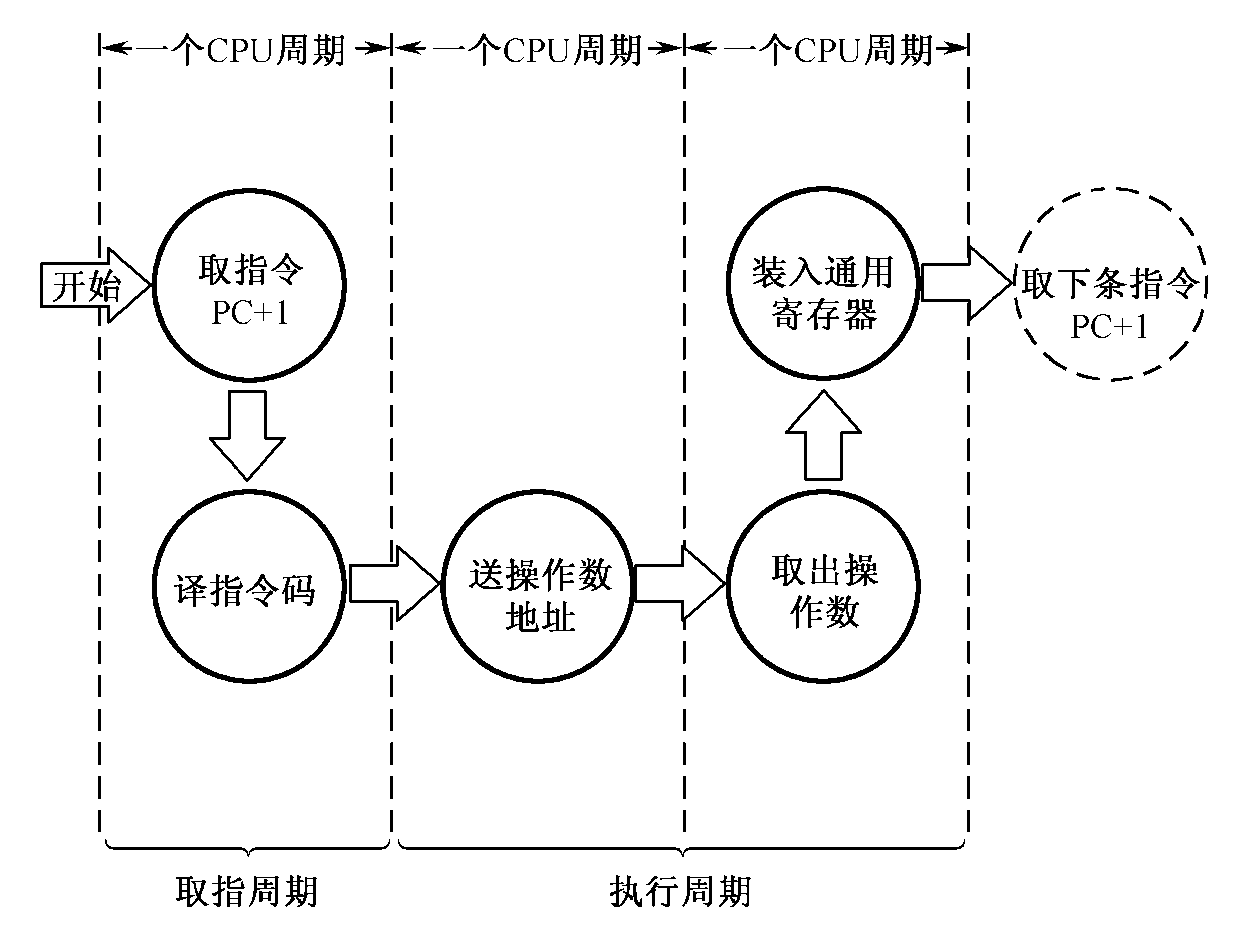 一个CPU周期
一个CPU周期
一个CPU周期
开始
取指令
PC+1
装入通用
寄存器
取下条指令
PC+1
译指令码
送操作数
地址
取出操
作数
取指周期
执行周期